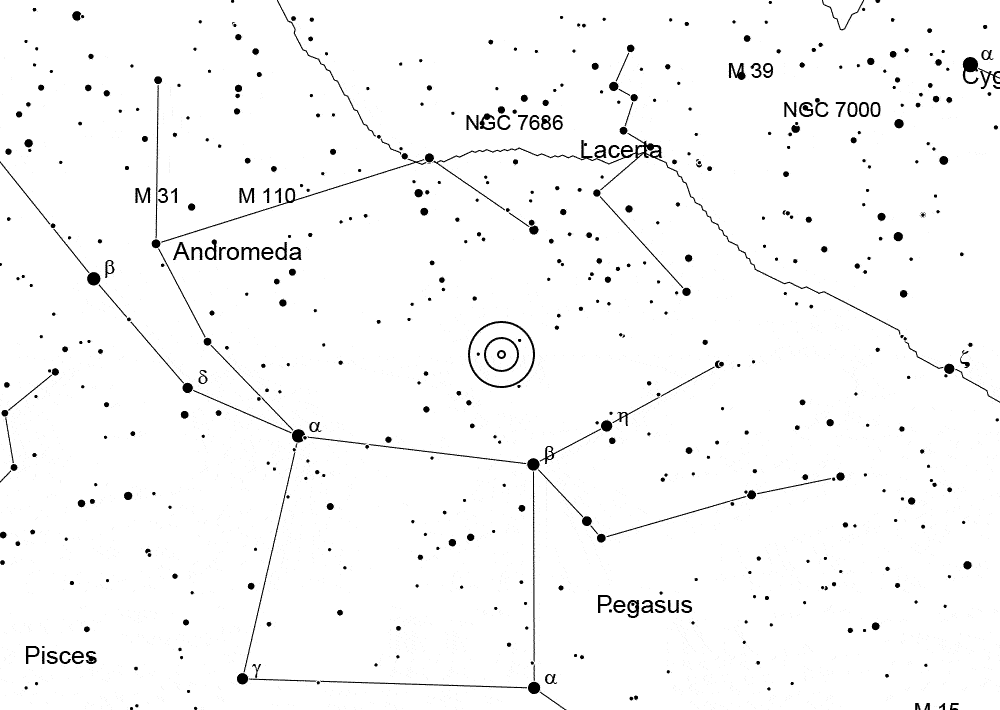 α
Cyg
M 39
NGC 7000
NGC 7686
Lacerta
M 31
M 110
Andromeda
β
ζ
δ
α
η
β
Pegasus
Pisces
γ
α
M 15